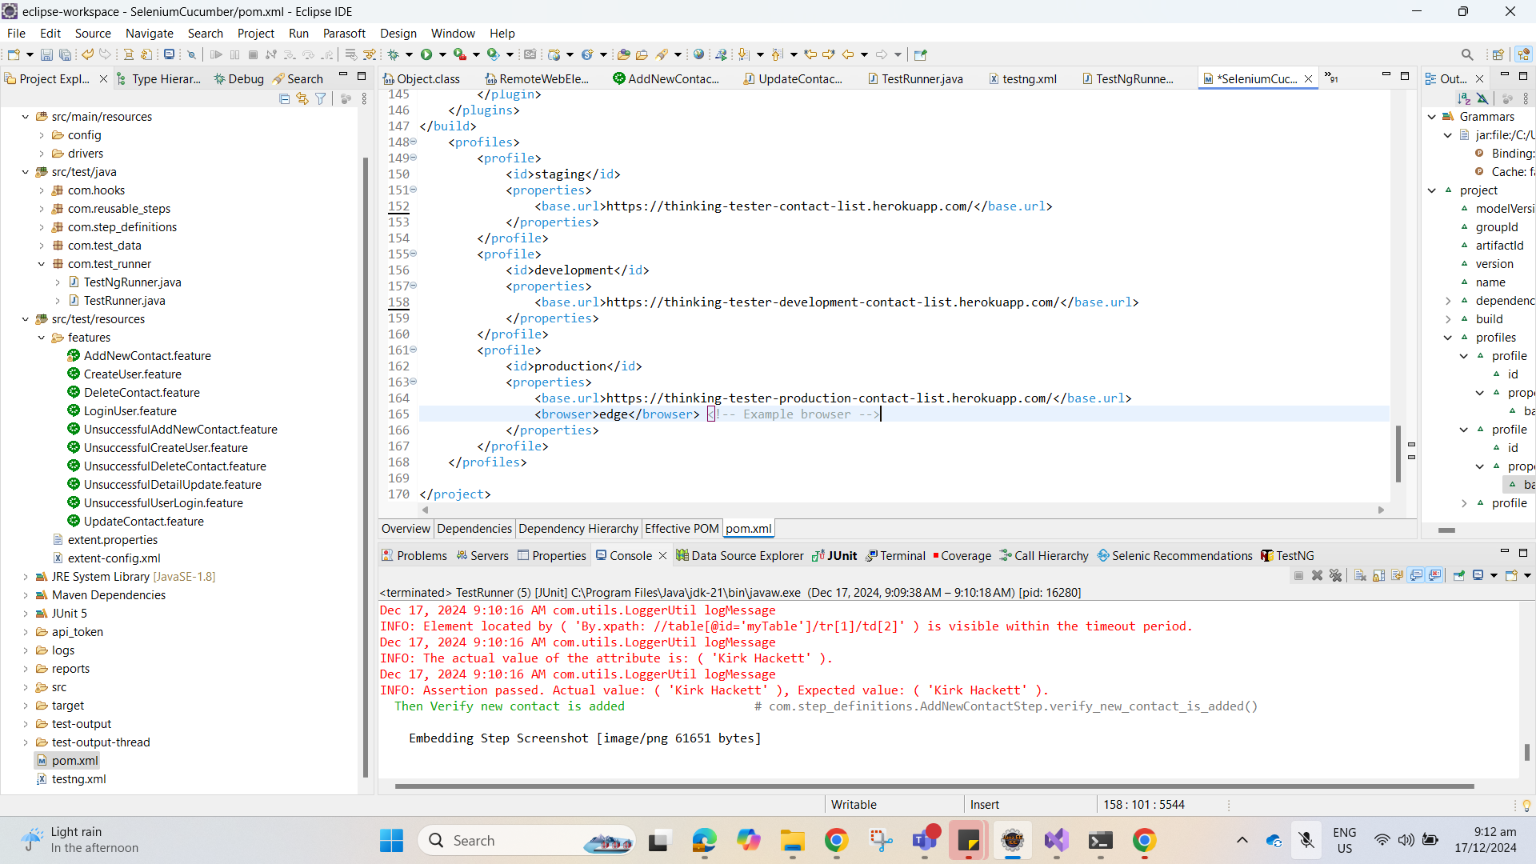 eclipse-workspace - SeleniumCucumber/pom.xml - Eclipse IDE
File Edit Source Navigate Search Project Run Parasoft Design Window Help
Project Expl... Type Hierar... Debug Search
Object.class RemoteWebEle... AddNewContac... UpdateContac... TestRunner.java testng.xml TestNgRunne... *SeleniumCuc... »91
Out...
src/main/resources
config
drivers
src/test/java
com.hooks
com.reusable_steps
com.step_definitions
com.test_data
com.test_runner
TestNgRunner.java
TestRunner.java
src/test/resources
features
AddNewContact.feature
CreateUser.feature
DeleteContact.feature
LoginUser.feature
UnsuccessfulAddNewContact.feature
UnsuccessfulCreateUser.feature
UnsuccessfulDeleteContact.feature
UnsuccessfulDetailUpdate.feature
UnsuccessfulUserLogin.feature
UpdateContact.feature
extent.properties
extent-config.xml
JRE System Library [JavaSE-1.8]
Maven Dependencies
JUnit 5
api_token
logs
reports
src
target
test-output
test-output-thread
pom.xml
testng.xml
145 </plugin>
146 </plugins>
147 </build>
148 <profiles>
149 <profile>
150 <id>staging</id>
151 <properties>
152 <base.url>https://thinking-tester-contact-list.herokuapp.com/</base.url>
153 </properties>
154 </profile>
155 <profile>
156 <id>development</id>
157 <properties>
158 <base.url>https://thinking-tester-development-contact-list.herokuapp.com/</base.url>
159 </properties>
160 </profile>
161 <profile>
162 <id>production</id>
163 <properties>
164 <base.url>https://thinking-tester-production-contact-list.herokuapp.com/</base.url>
165 <browser>edge</browser> <!-- Example browser -->
166 </properties>
167 </profile>
168 </profiles>
169
170 </project>
Overview Dependencies Dependency Hierarchy Effective POM pom.xml
Grammars
jar:file:/C:/U
Binding:
Cache: fa
project
modelVersi
groupId
artifactId
version
name
dependenc
build
profiles
profile
id
prope
ba
profile
id
prope
ba
profile
Problems Servers Properties Console Data Source Explorer JUnit Terminal Coverage Call Hierarchy Selenic Recommendations TestNG
<terminated> TestRunner (5) [JUnit] C:\Program Files\Java\jdk-21\bin\javaw.exe (Dec 17, 2024, 9:09:38 AM – 9:10:18 AM) [pid: 16280]
Dec 17, 2024 9:10:16 AM com.utils.LoggerUtil logMessage
INFO: Element located by ( 'By.xpath: //table[@id='myTable']/tr[1]/td[2]' ) is visible within the timeout period.
Dec 17, 2024 9:10:16 AM com.utils.LoggerUtil logMessage
INFO: The actual value of the attribute is: ( 'Kirk Hackett' ).
Dec 17, 2024 9:10:16 AM com.utils.LoggerUtil logMessage
INFO: Assertion passed. Actual value: ( 'Kirk Hackett' ), Expected value: ( 'Kirk Hackett' ).
Then Verify new contact is added # com.step_definitions.AddNewContactStep.verify_new_contact_is_added()
Embedding Step Screenshot [image/png 61651 bytes]
Writable Insert 158 : 101 : 5544
Light rain
In the afternoon
Search
ENG
US
9:12 am
17/12/2024